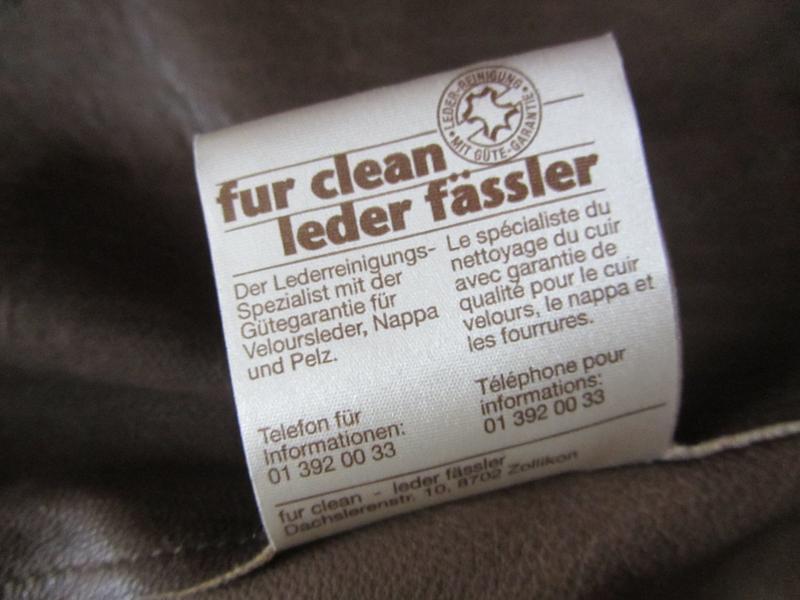 LEDER-REINIGUNG
MIT GÜTE-GARANTIE
fur clean
leder fässler
Der Lederreinigungs-
Spezialist mit der
Gütegarantie für
Veloursleder, Nappa
und Pelz.
Le spécialiste du
nettoyage du cuir
avec garantie de
qualité pour le cuir
velours, le nappa et
les fourrures.
Telefon für
Informationen:
01 392 00 33
Téléphone pour
informations:
01 392 00 33
fur clean - leder fässler
Dachslerenstr. 10, 8702 Zollikon